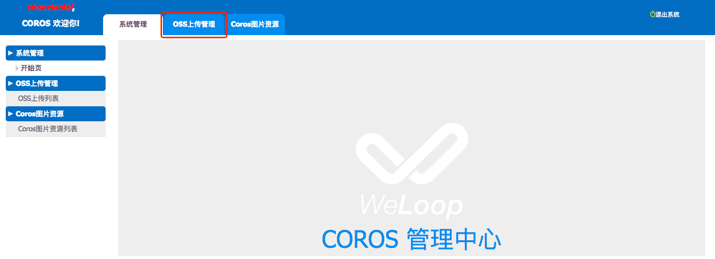 COROS 欢迎你!
系统管理
OSS上传管理
Coros图片资源
退出系统
系统管理
开始页
OSS上传管理
OSS上传列表
Coros图片资源
Coros图片资源列表
WeLoop
COROS 管理中心